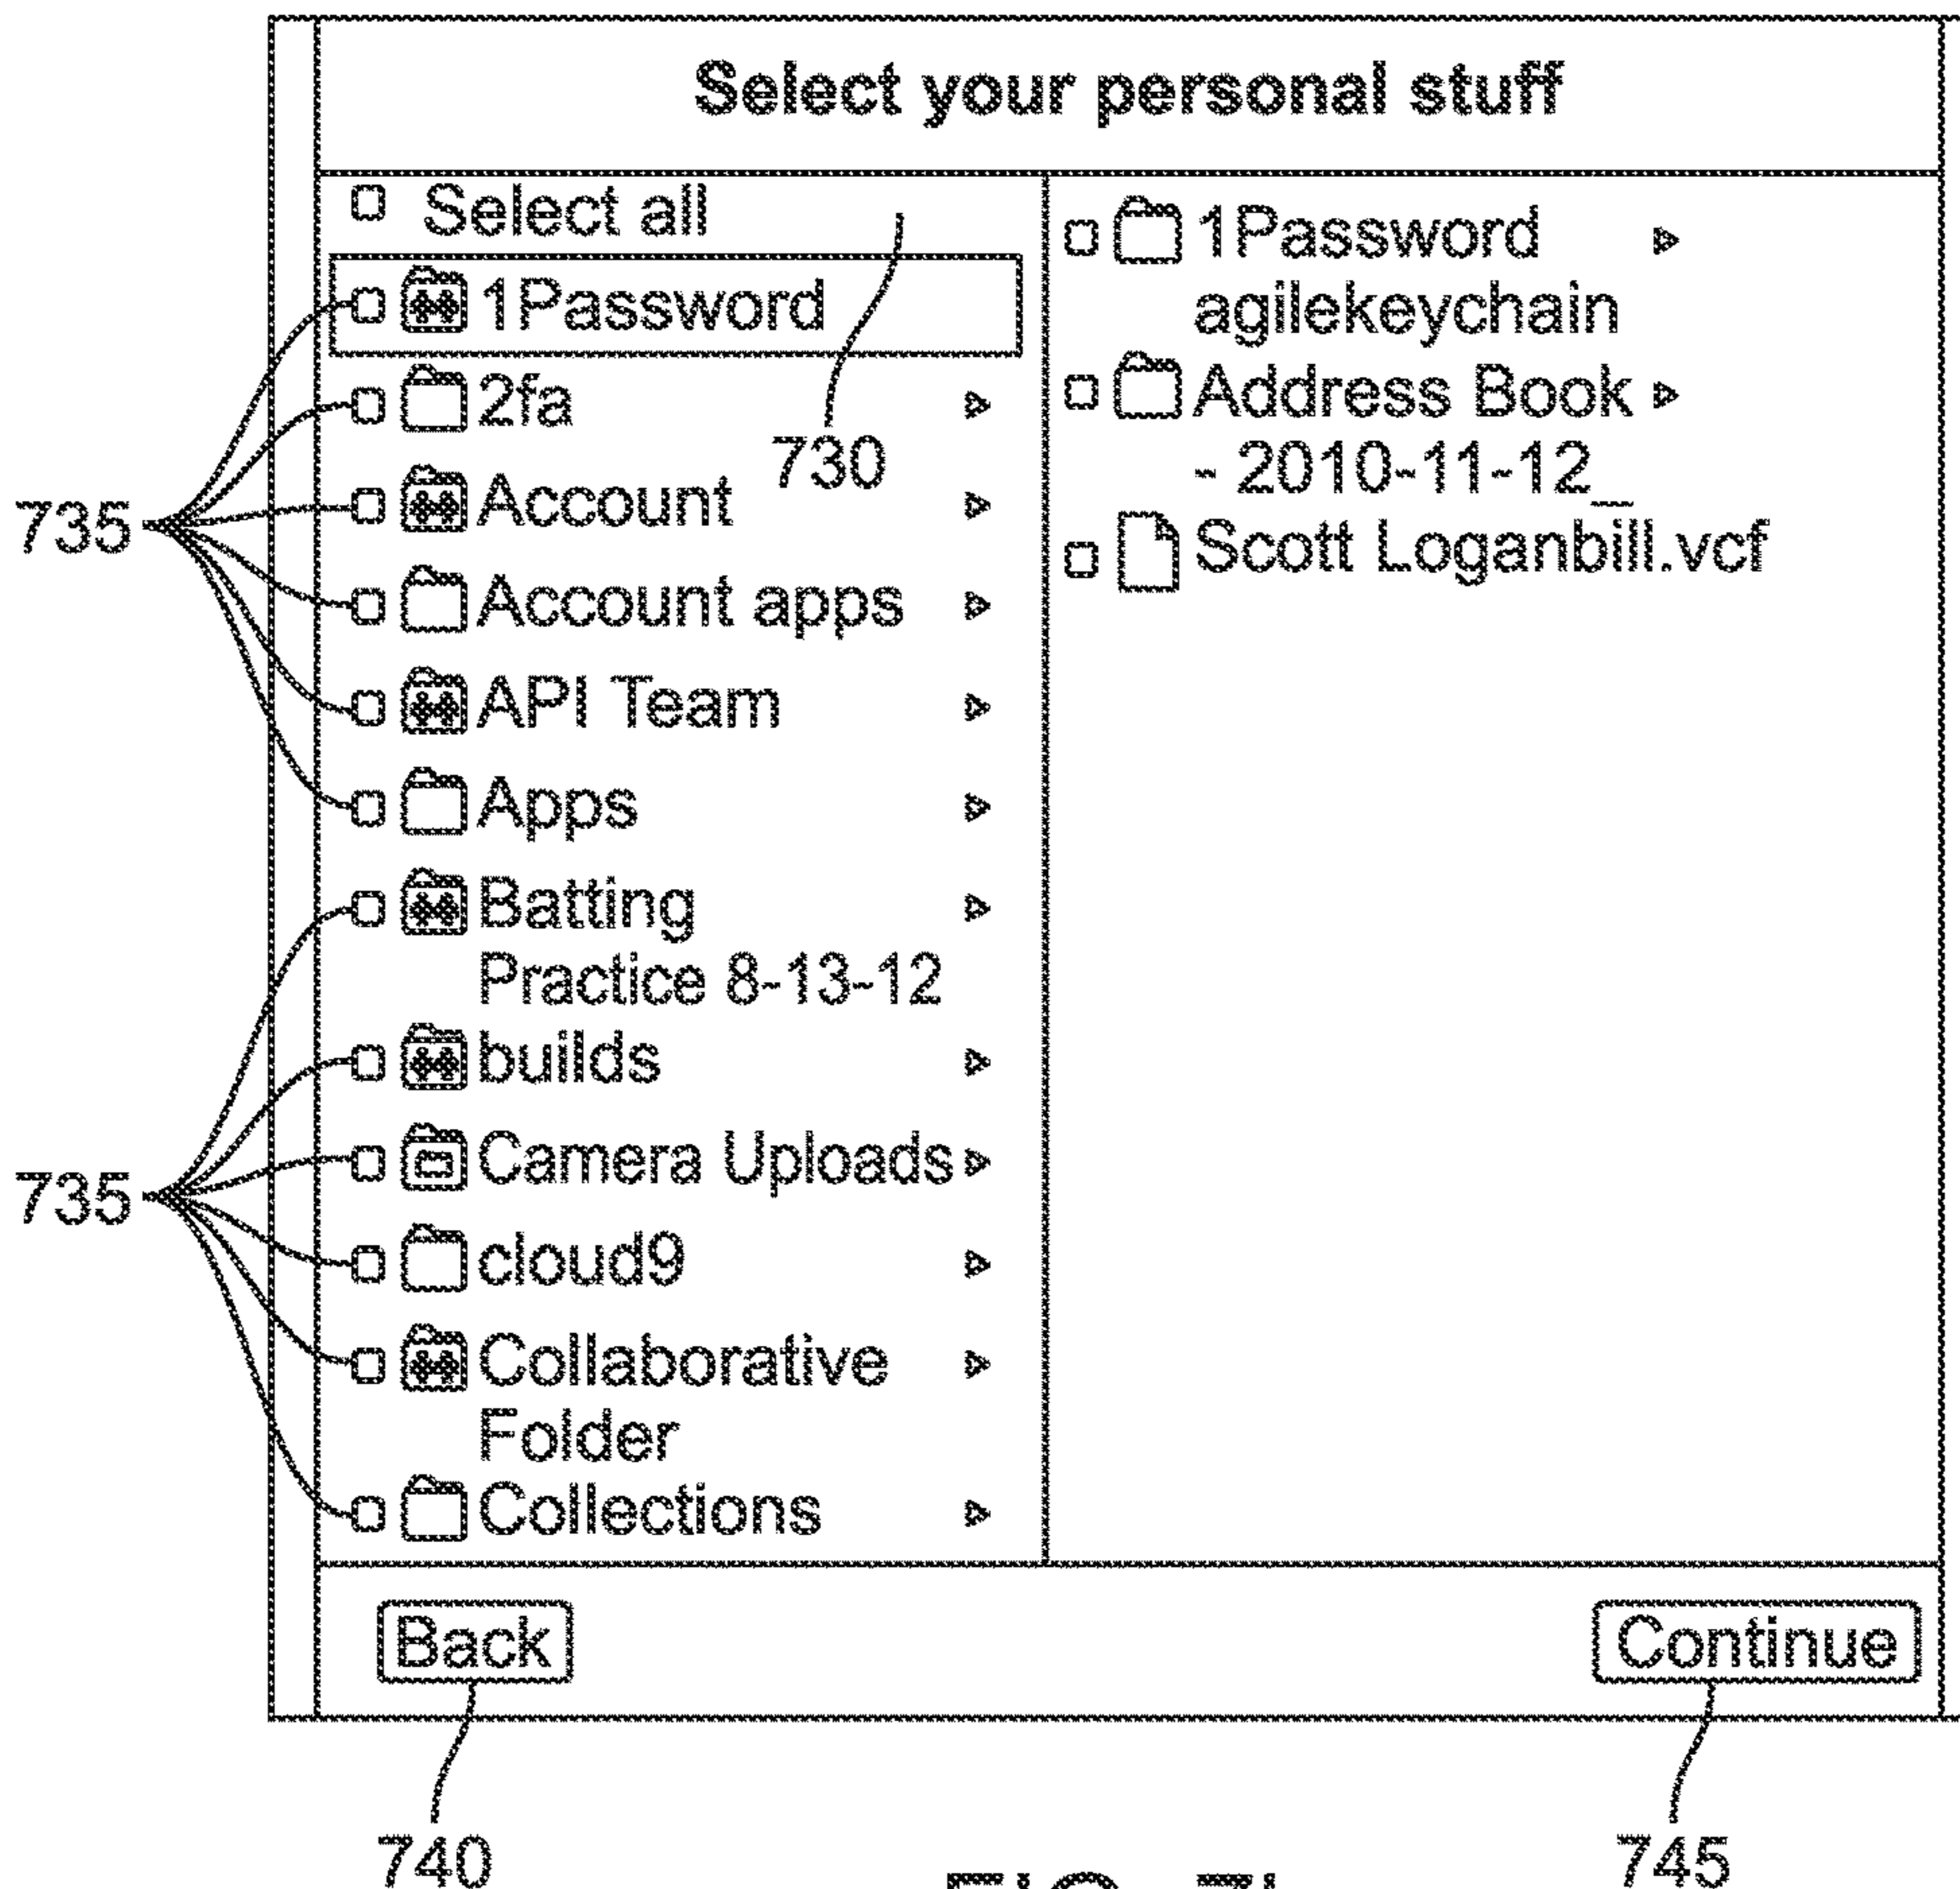 Select your personal stuff
Select all
1Password
2fa
730
Account
735
Account apps
API Team
Apps
Batting
Practice 8-13-12
builds
Camera Uploads
735
cloud9
Collaborative
Folder
Collections
1Password
agilekeychain
Address Book
- 2010-11-12_
Scott Loganbill.vcf
Back
Continue
740
745